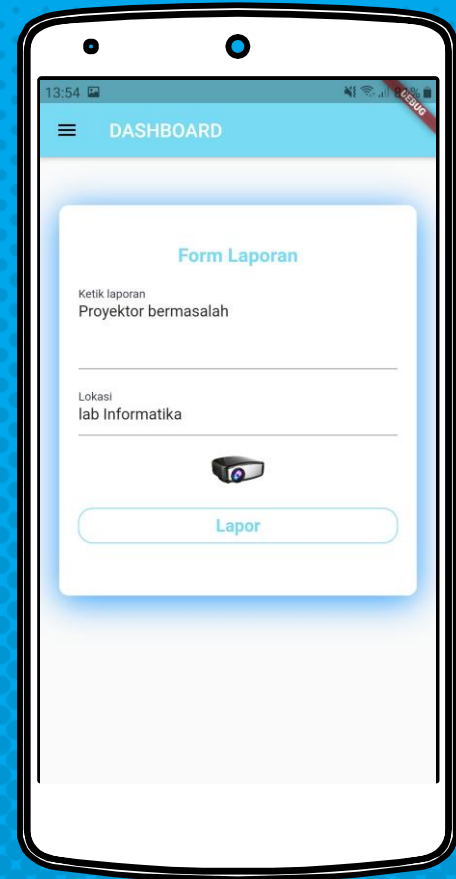 13:54
DEBUG
DASHBOARD
Form Laporan
Ketik laporan
Proyektor bermasalah
Lokasi
lab Informatika
Lapor